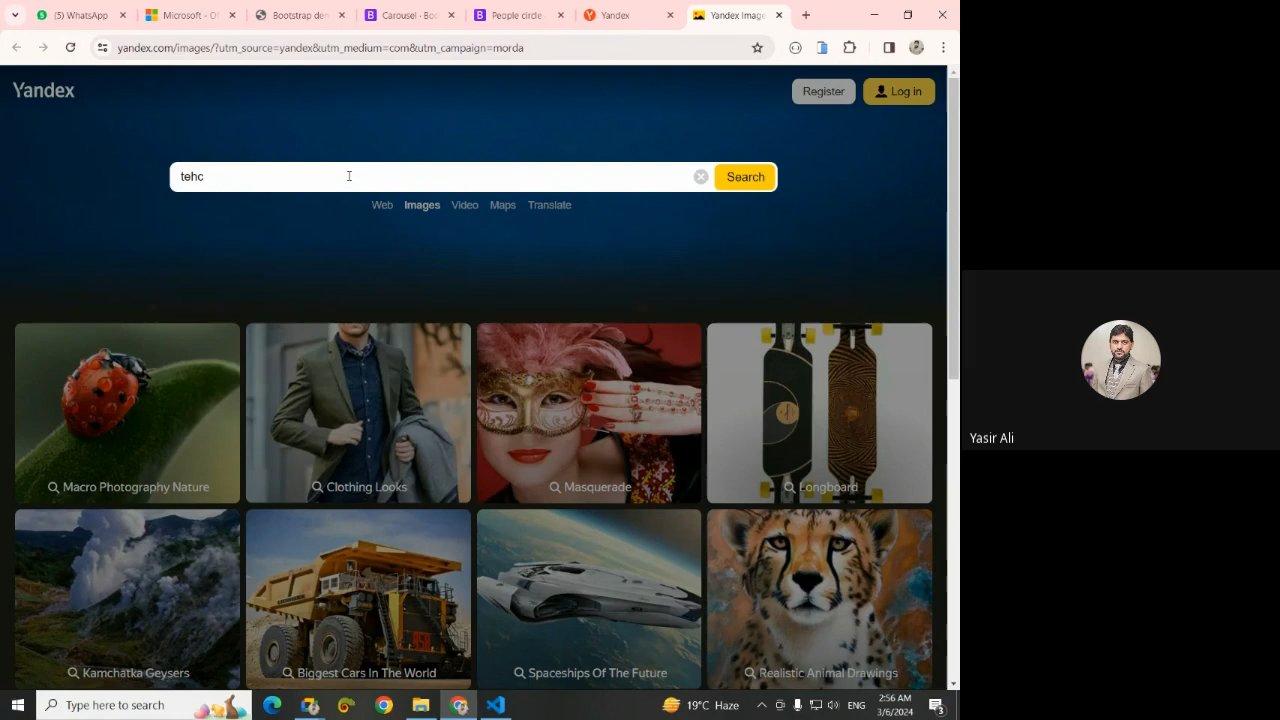 (5) WhatsApp
Microsoft - Of
Bootstrap den
Carousel - Boo
People circle
Yandex
Yandex Image
yandex.com/images/?utm_source=yandex&utm_medium=com&utm_campaign=morda
Yandex
Register
Log in
tehc
Search
Web Images Video Maps Translate
Macro Photography Nature
Clothing Looks
Masquerade
Longboard
Yasir Ali
Kamchatka Geysers
Biggest Cars In The World
Spaceships Of The Future
Realistic Animal Drawings
Type here to search
19°C Haze
ENG
2:56 AM
3/6/2024
3